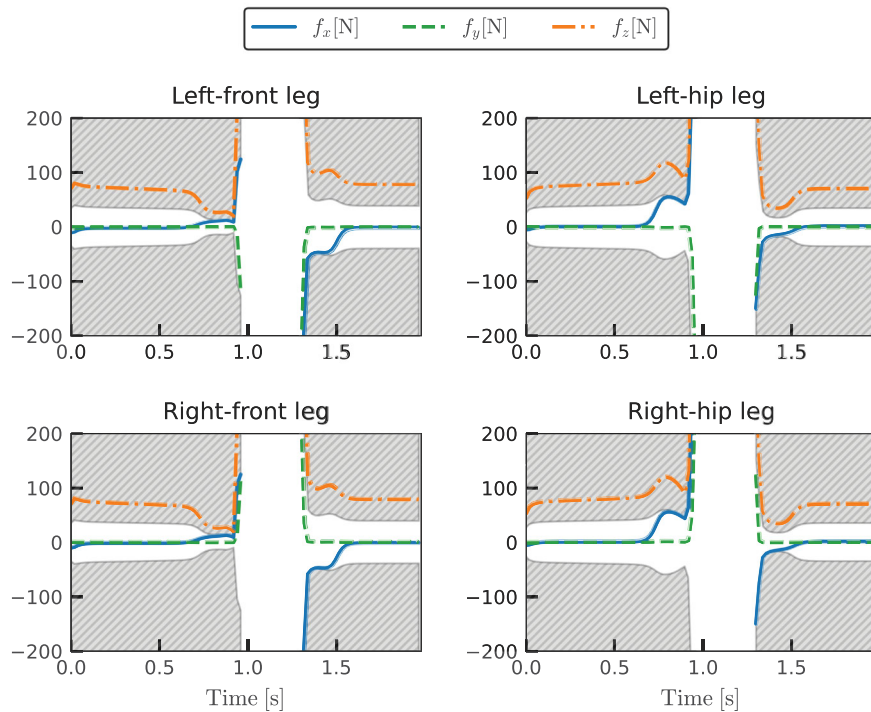 f_x[N] f_y[N] f_z[N]
Left-front leg Left-hip leg
200 200
100 100
0 0
−100 −100
−200 −200
0.0 0.5 1.0 1.5 0.0 0.5 1.0 1.5
Right-front leg Right-hip leg
200 200
100 100
0 0
−100 −100
−200 −200
0.0 0.5 1.0 1.5 0.0 0.5 1.0 1.5
Time [s] Time [s]